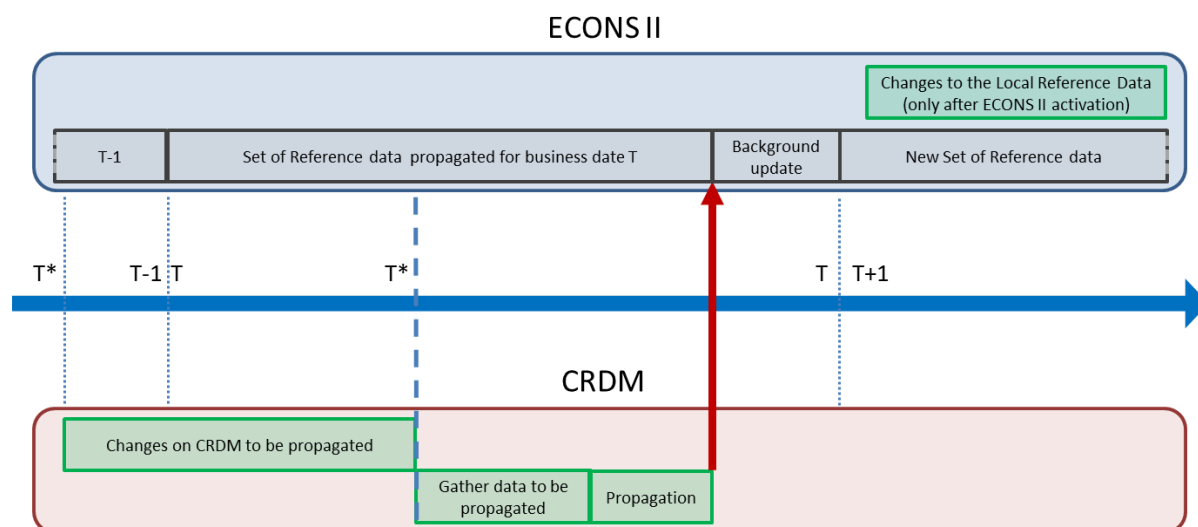 ECONS II
Changes to the Local Reference Data
(only after ECONS II activation)
T-1
Set of Reference data propagated for business date T
Background
update
New Set of Reference data
T*
T-1
T
T*
T
T+1
CRDM
Changes on CRDM to be propagated
Gather data to be
propagated
Propagation